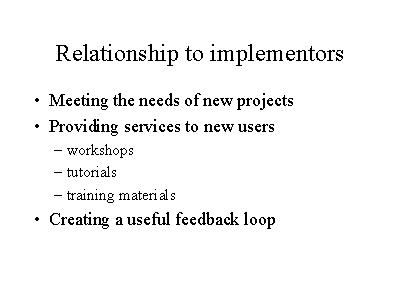 Relationship to implementors
• Meeting the needs of new projects
• Providing services to new users
– workshops
– tutorials
– training materials
• Creating a useful feedback loop